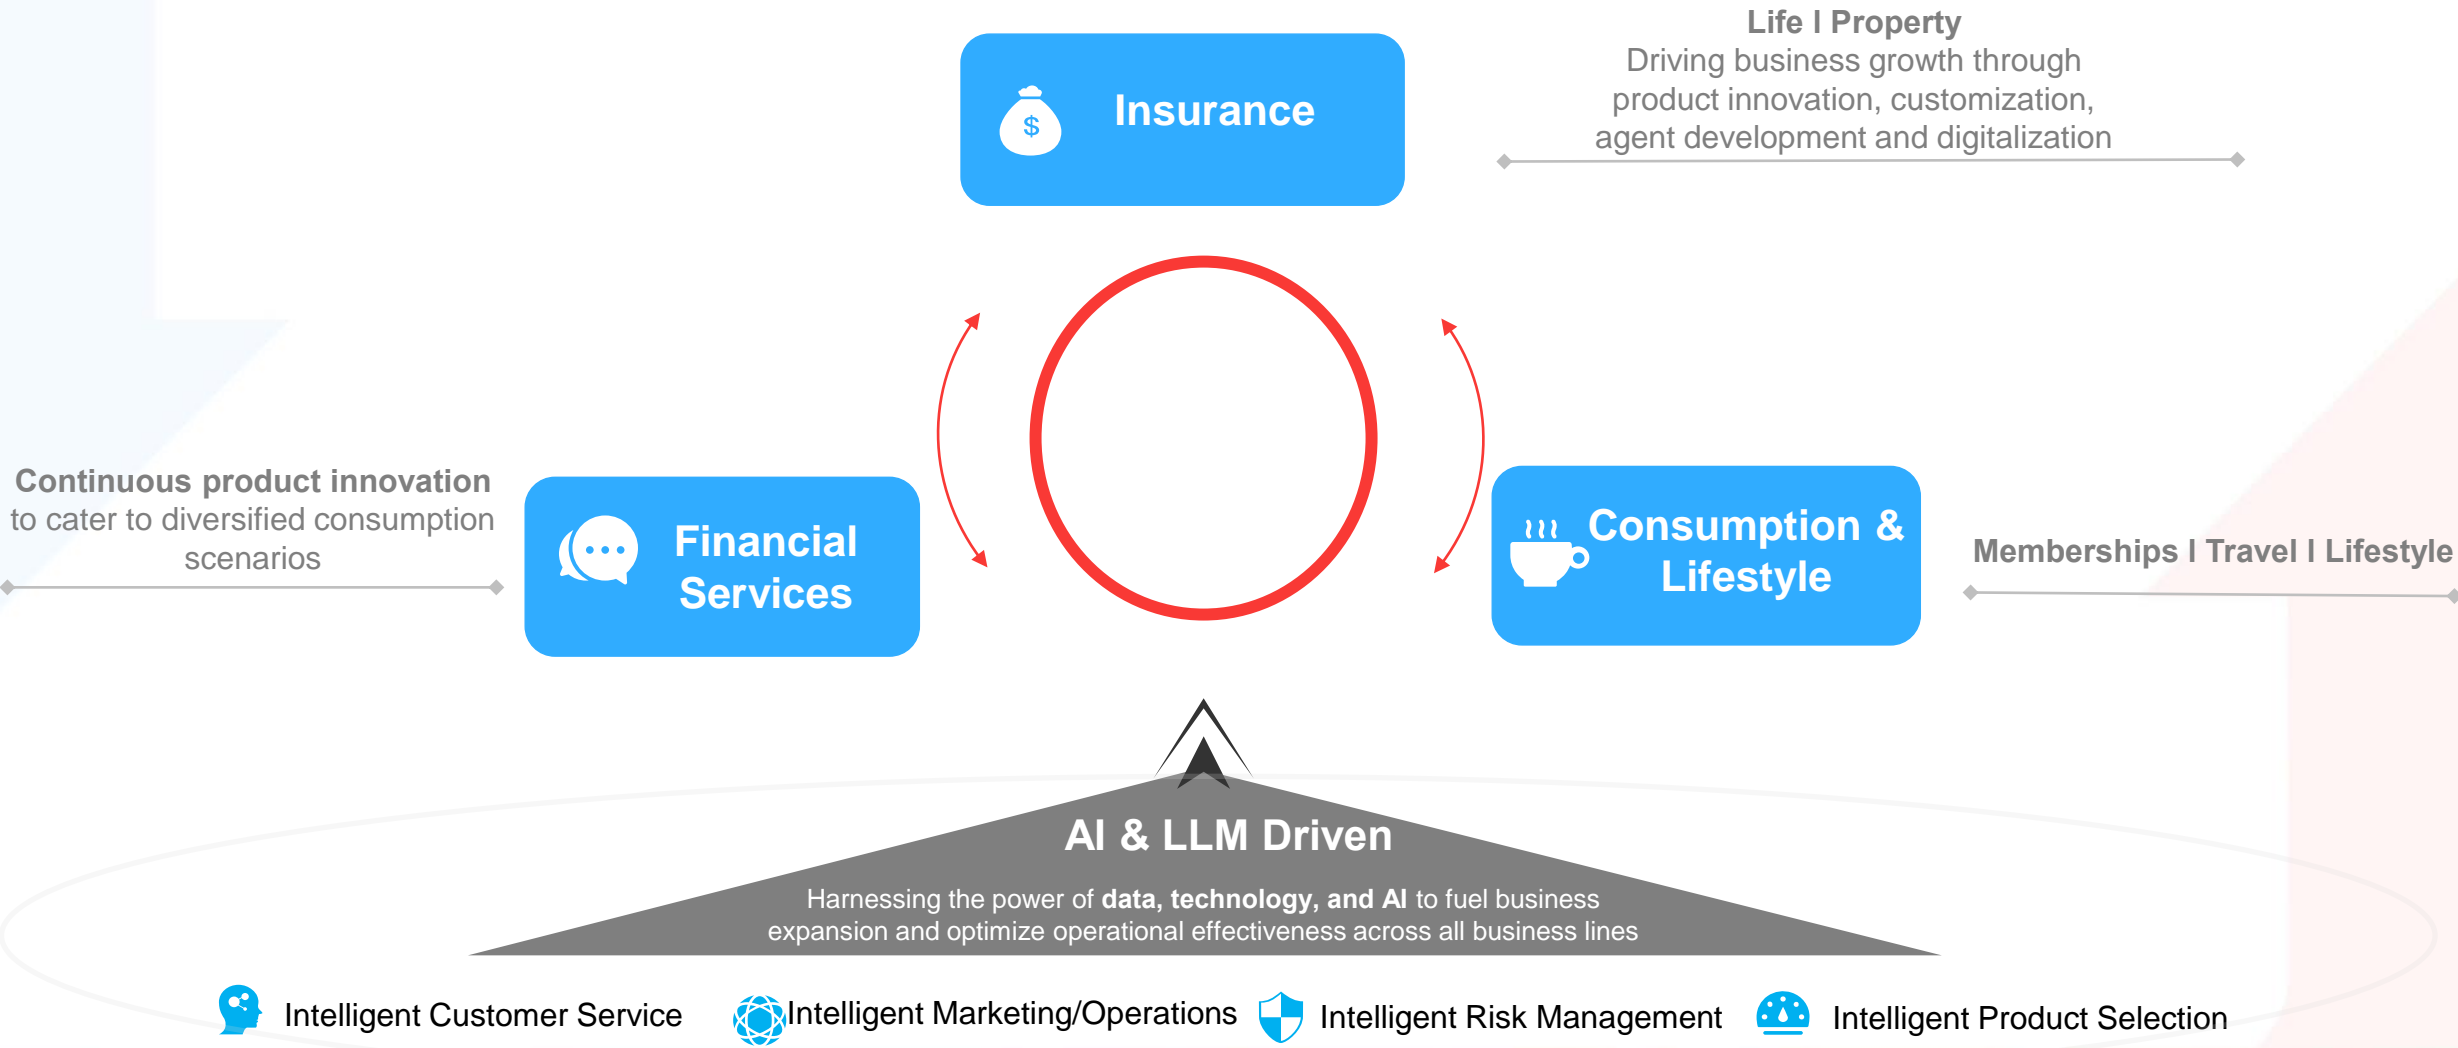 Life l Property
Driving business growth through
product innovation, customization,
agent development and digitalization
$
Insurance
Continuous product innovation
to cater to diversified consumption
scenarios
Financial
Services
Consumption &
Lifestyle
Memberships l Travel l Lifestyle
AI & LLM Driven
Harnessing the power of data, technology, and AI to fuel business
expansion and optimize operational effectiveness across all business lines
Intelligent Customer Service
Intelligent Marketing/Operations
Intelligent Risk Management
Intelligent Product Selection